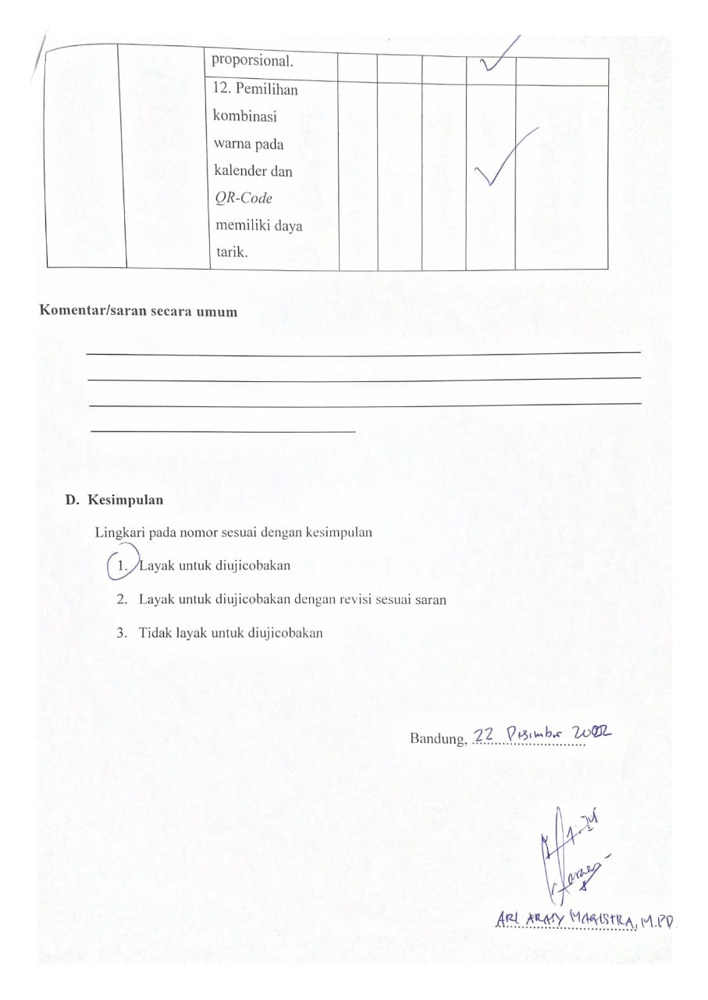 proporsional.
12. Pemilihan
kombinasi
warna pada
kalender dan
QR-Code
memiliki daya
tarik.
Komentar/saran secara umum
D. Kesimpulan
Lingkari pada nomor sesuai dengan kesimpulan
1. Layak untuk diujicobakan
2. Layak untuk diujicobakan dengan revisi sesuai saran
3. Tidak layak untuk diujicobakan
Bandung, 22 Desember
ARI ARASY MAGISTRA, M.PD